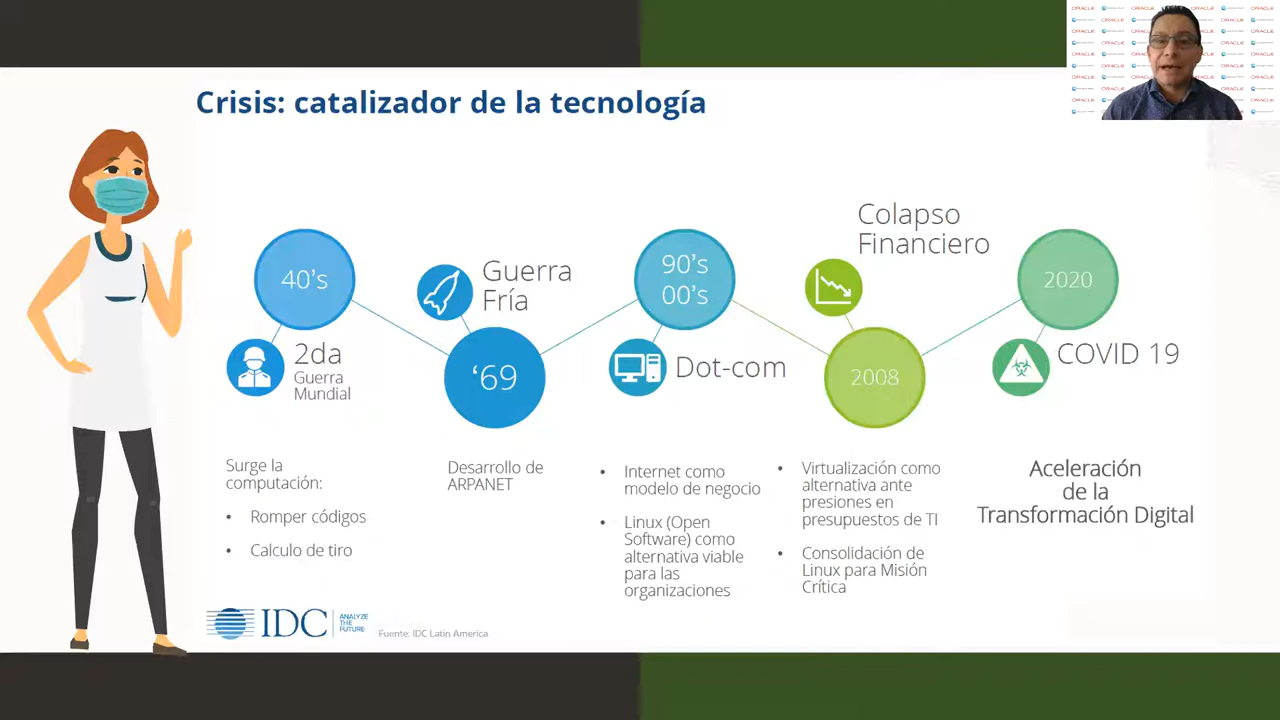 Crisis: catalizador de la tecnología
ORACLE
40's
2da
Guerra
Mundial
Surge la
computación:
• Romper códigos
• Calculo de tiro
Guerra
Fría
'69
Desarrollo de
ARPANET
90's
00's
Dot-com
• Internet como
modelo de negocio
• Linux (Open
Software) como
alternativa viable
para las
organizaciones
Colapso
Financiero
2008
• Virtualización como
alternativa ante
presiones en
presupuestos de TI
• Consolidación de
Linux para Misión
Crítica
2020
COVID 19
Aceleración
de la
Transformación Digital
IDC
ANALYZE
THE
FUTURE
Fuente: IDC Latin America